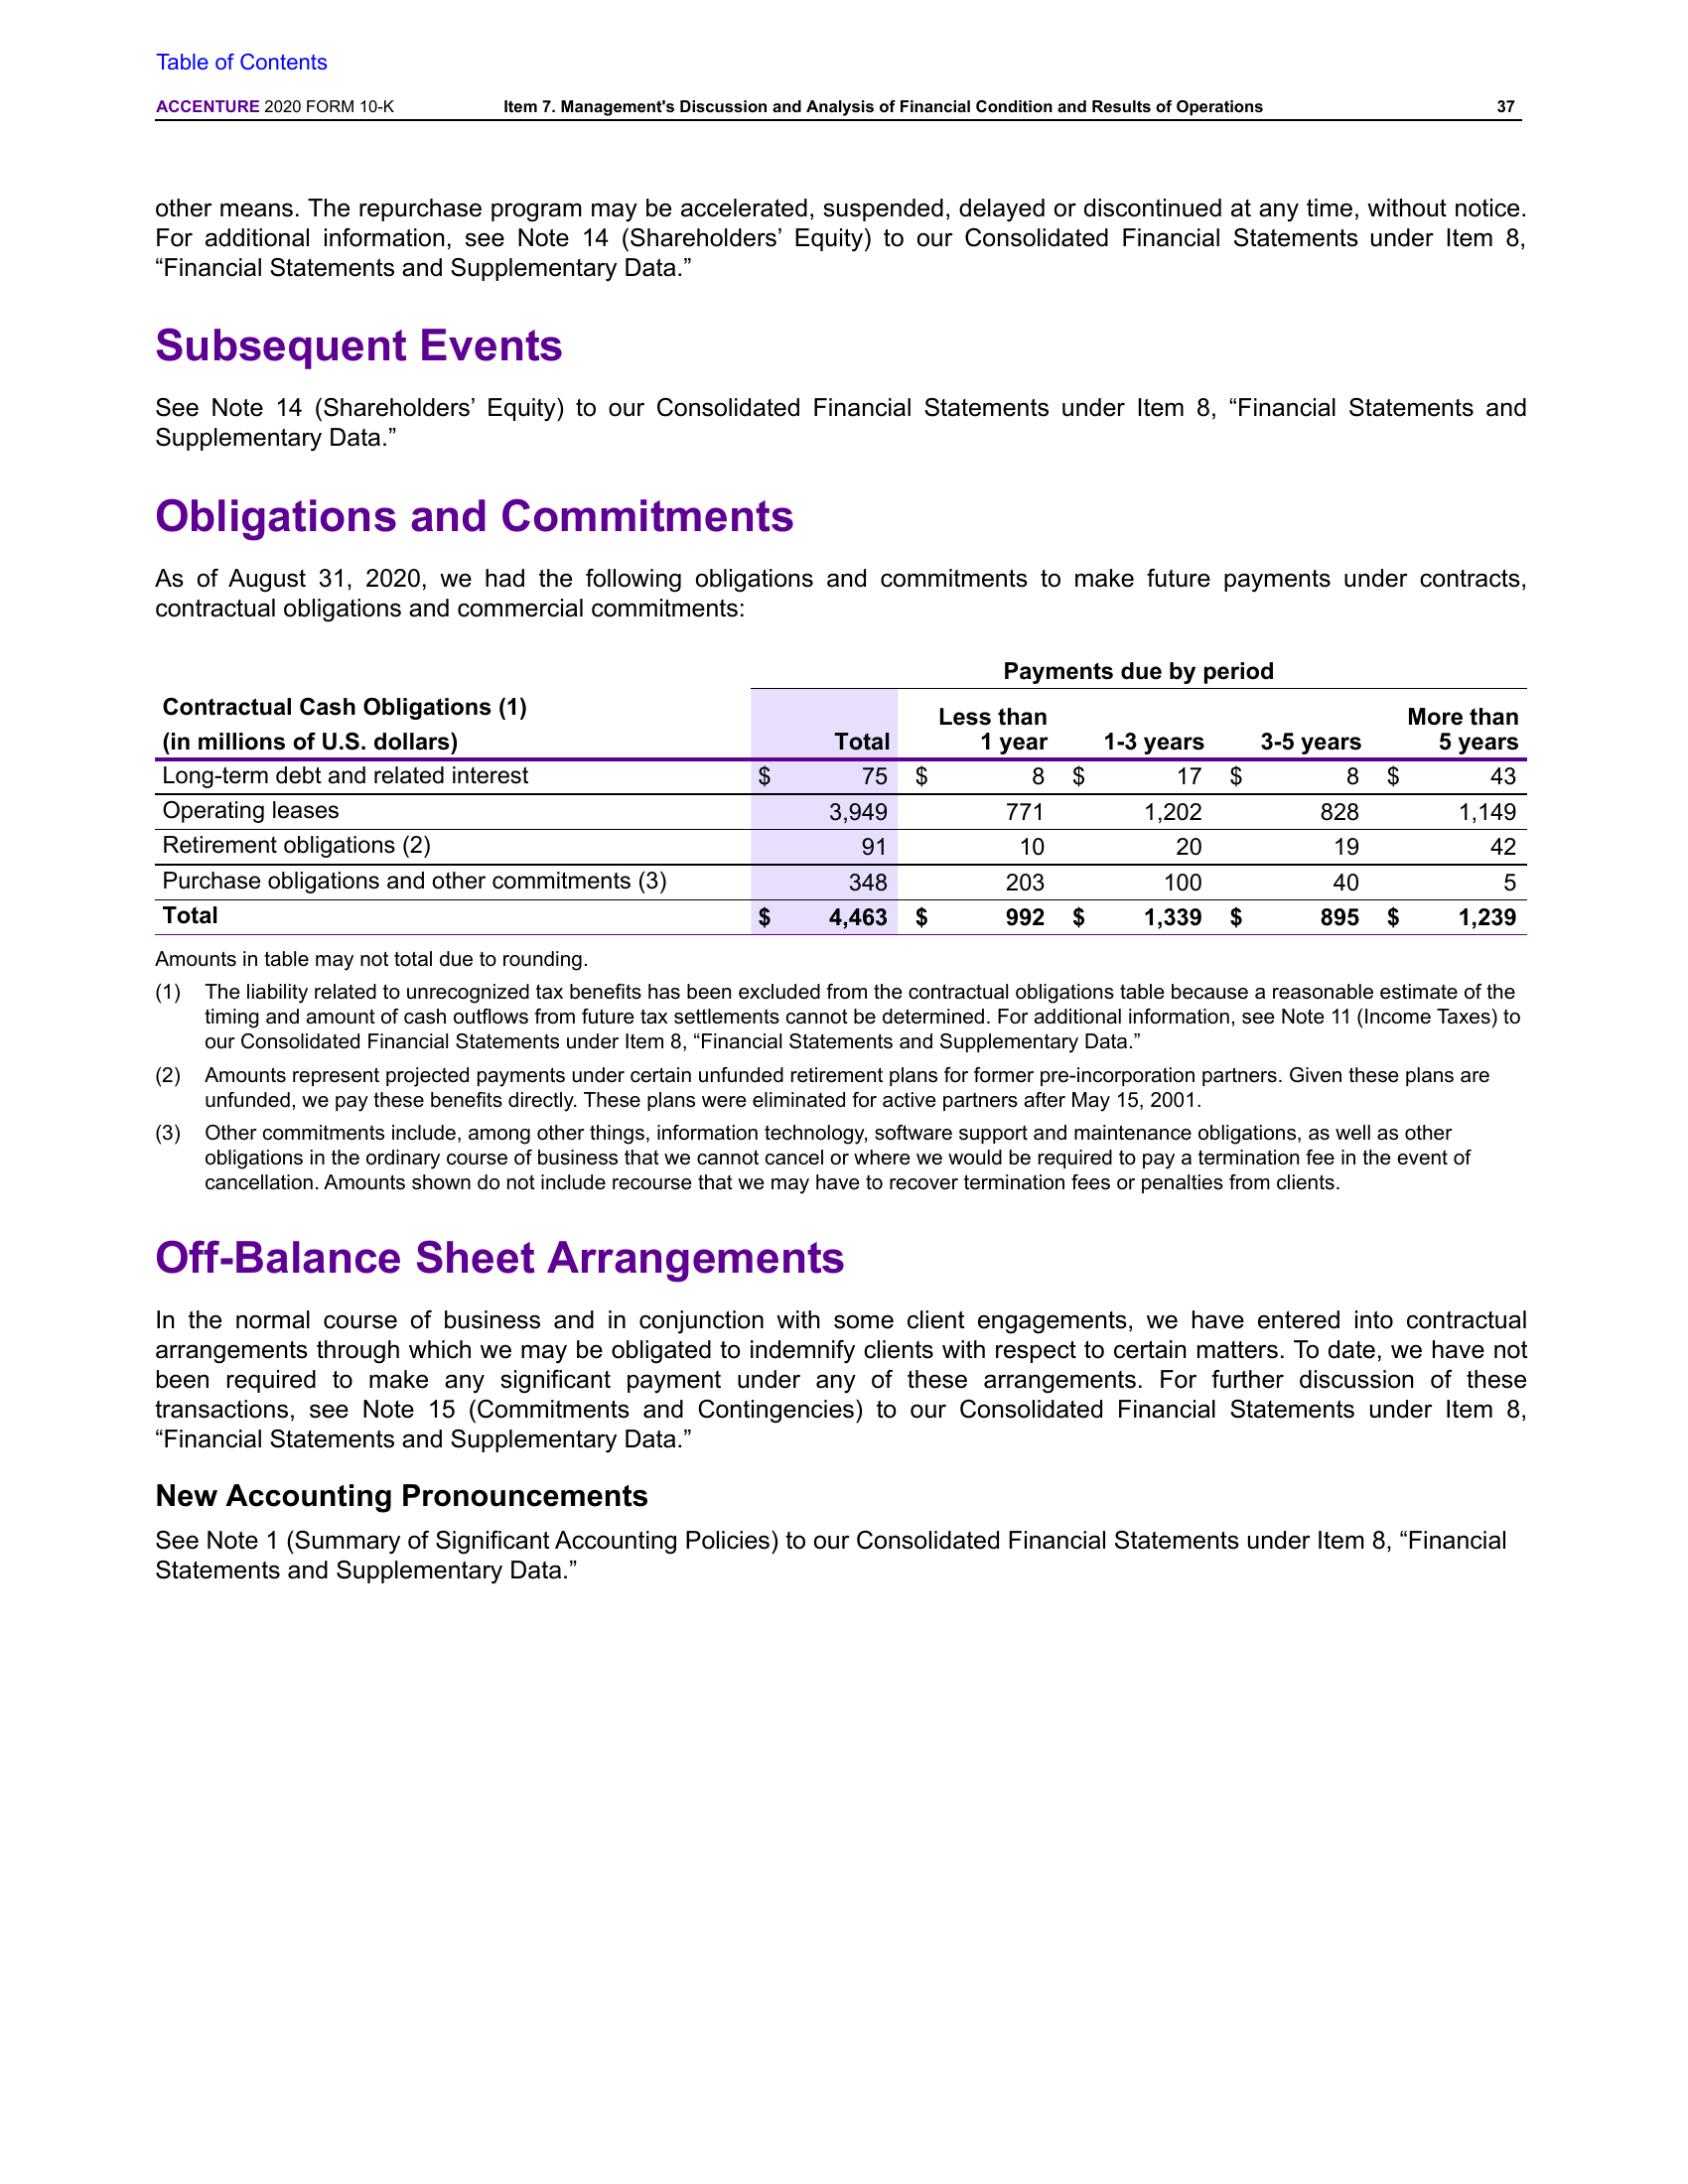 Table of Contents
ACCENTURE 2020 FORM 10-K Item 7. Management's Discussion and Analysis of Financial Condition and Results of Operations 37
other means. The repurchase program may be accelerated, suspended, delayed or discontinued at any time, without notice.
For additional information, see Note 14 (Shareholders’ Equity) to our Consolidated Financial Statements under Item 8,
“Financial Statements and Supplementary Data.”
Subsequent Events
See Note 14 (Shareholders’ Equity) to our Consolidated Financial Statements under Item 8, “Financial Statements and
Supplementary Data.”
Obligations and Commitments
As of August 31, 2020, we had the following obligations and commitments to make future payments under contracts,
contractual obligations and commercial commitments:
Payments due by period
Contractual Cash Obligations (1)
(in millions of U.S. dollars) Total Less than 1 year 1-3 years 3-5 years More than 5 years
Long-term debt and related interest $ 75 $ 8 $ 17 $ 8 $ 43
Operating leases 3,949 771 1,202 828 1,149
Retirement obligations (2) 91 10 20 19 42
Purchase obligations and other commitments (3) 348 203 100 40 5
Total $ 4,463 $ 992 $ 1,339 $ 895 $ 1,239
Amounts in table may not total due to rounding.
(1) The liability related to unrecognized tax benefits has been excluded from the contractual obligations table because a reasonable estimate of the
timing and amount of cash outflows from future tax settlements cannot be determined. For additional information, see Note 11 (Income Taxes) to
our Consolidated Financial Statements under Item 8, “Financial Statements and Supplementary Data.”
(2) Amounts represent projected payments under certain unfunded retirement plans for former pre-incorporation partners. Given these plans are
unfunded, we pay these benefits directly. These plans were eliminated for active partners after May 15, 2001.
(3) Other commitments include, among other things, information technology, software support and maintenance obligations, as well as other
obligations in the ordinary course of business that we cannot cancel or where we would be required to pay a termination fee in the event of
cancellation. Amounts shown do not include recourse that we may have to recover termination fees or penalties from clients.
Off-Balance Sheet Arrangements
In the normal course of business and in conjunction with some client engagements, we have entered into contractual
arrangements through which we may be obligated to indemnify clients with respect to certain matters. To date, we have not
been required to make any significant payment under any of these arrangements. For further discussion of these
transactions, see Note 15 (Commitments and Contingencies) to our Consolidated Financial Statements under Item 8,
“Financial Statements and Supplementary Data.”
New Accounting Pronouncements
See Note 1 (Summary of Significant Accounting Policies) to our Consolidated Financial Statements under Item 8, “Financial
Statements and Supplementary Data.”